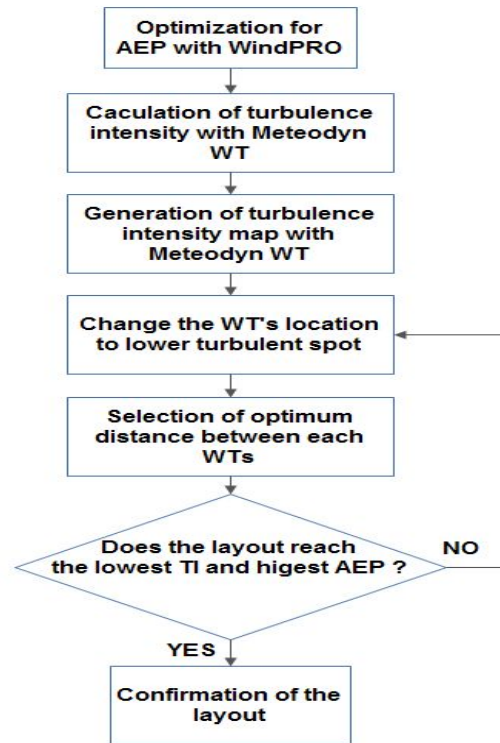 Optimization for
AEP with WindPRO
Caculation of turbulence
intensity with Meteodyn
WT
Generation of turbulence
intensity map with
Meteodyn WT
Change the WT's location
to lower turbulent spot
Selection of optimum
distance between each
WTs
Does the layout reach
the lowest TI and higest AEP ?
NO
YES
Confirmation of the
layout